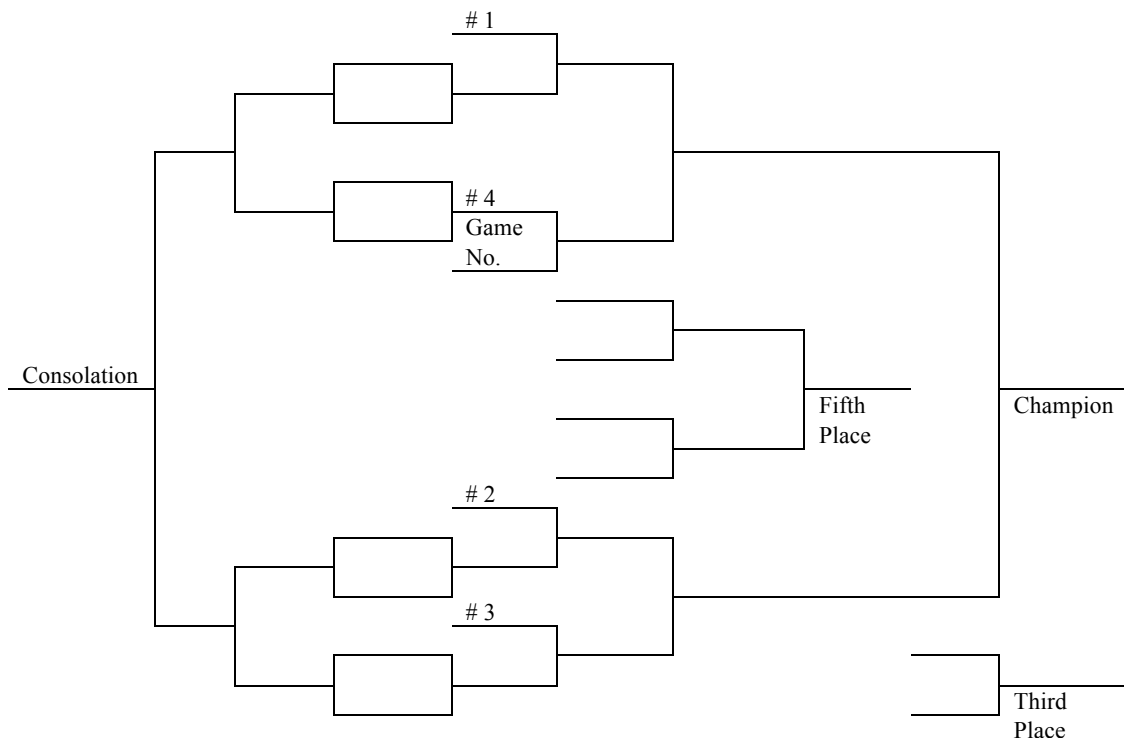 # 1
# 4
Game
No.
Consolation
Fifth
Place
Champion
# 2
# 3
Third
Place